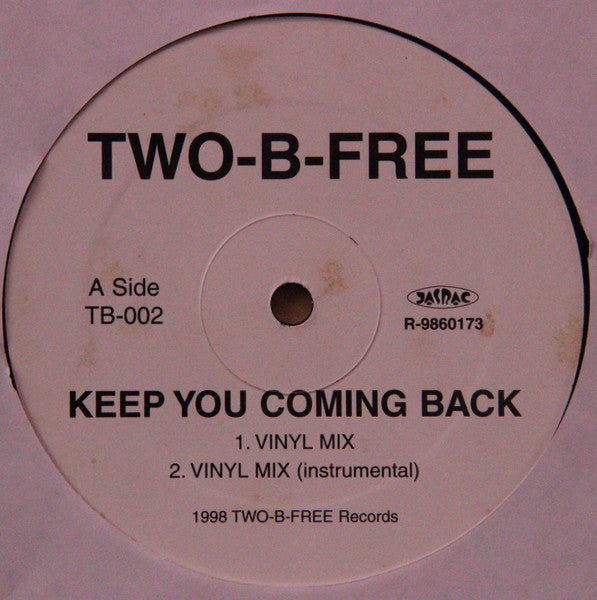 TWO-B-FREE
A Side
TB-002
JASRAC
R-9860173
KEEP YOU COMING BACK
1. VINYL MIX
2. VINYL MIX (instrumental)
1998 TWO-B-FREE Records